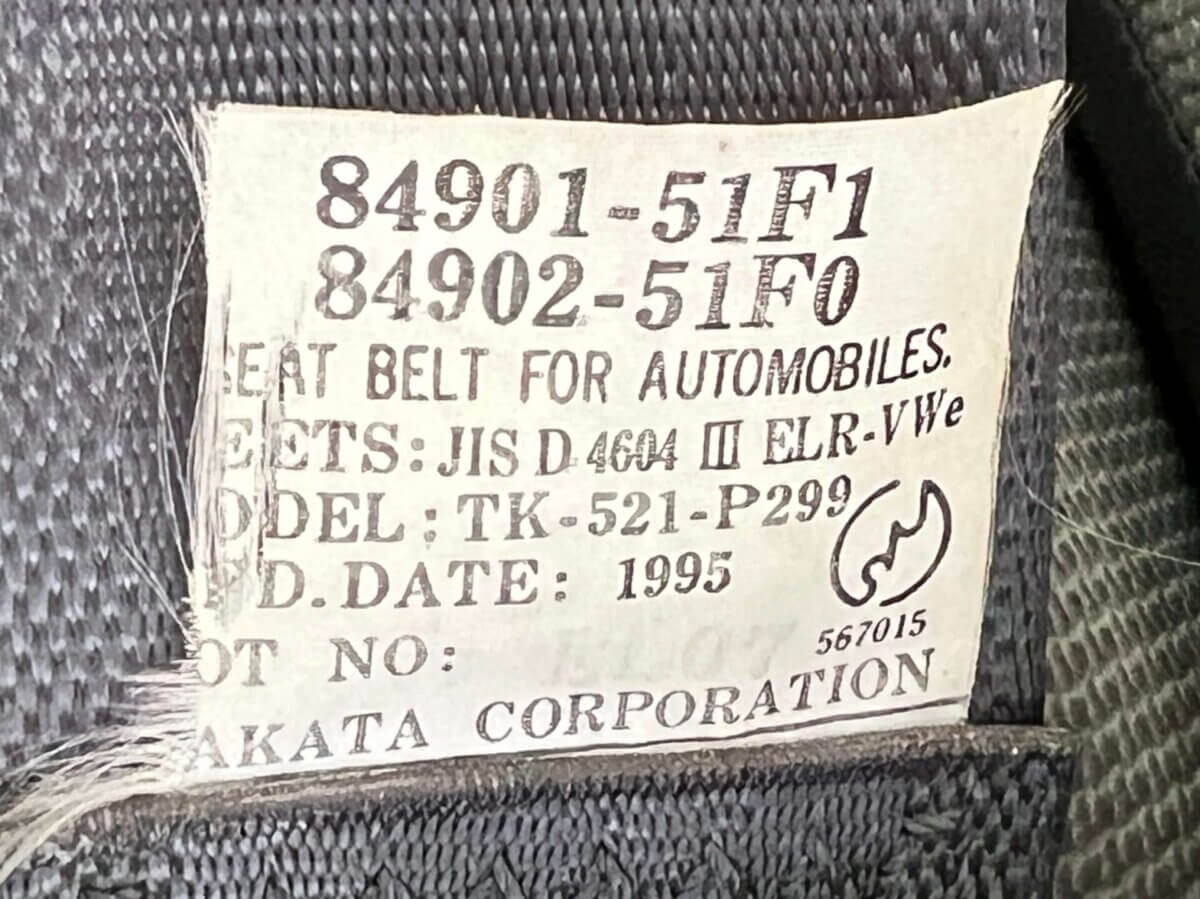 84901-51F1
84902-51F0
EAT BELT FOR AUTOMOBILES.
EETS: JIS D 4604 III ELR-VWe
ODEL: TK-521-P299
D. DATE: 1995
567015
OT NO:
AKATA CORPORATION